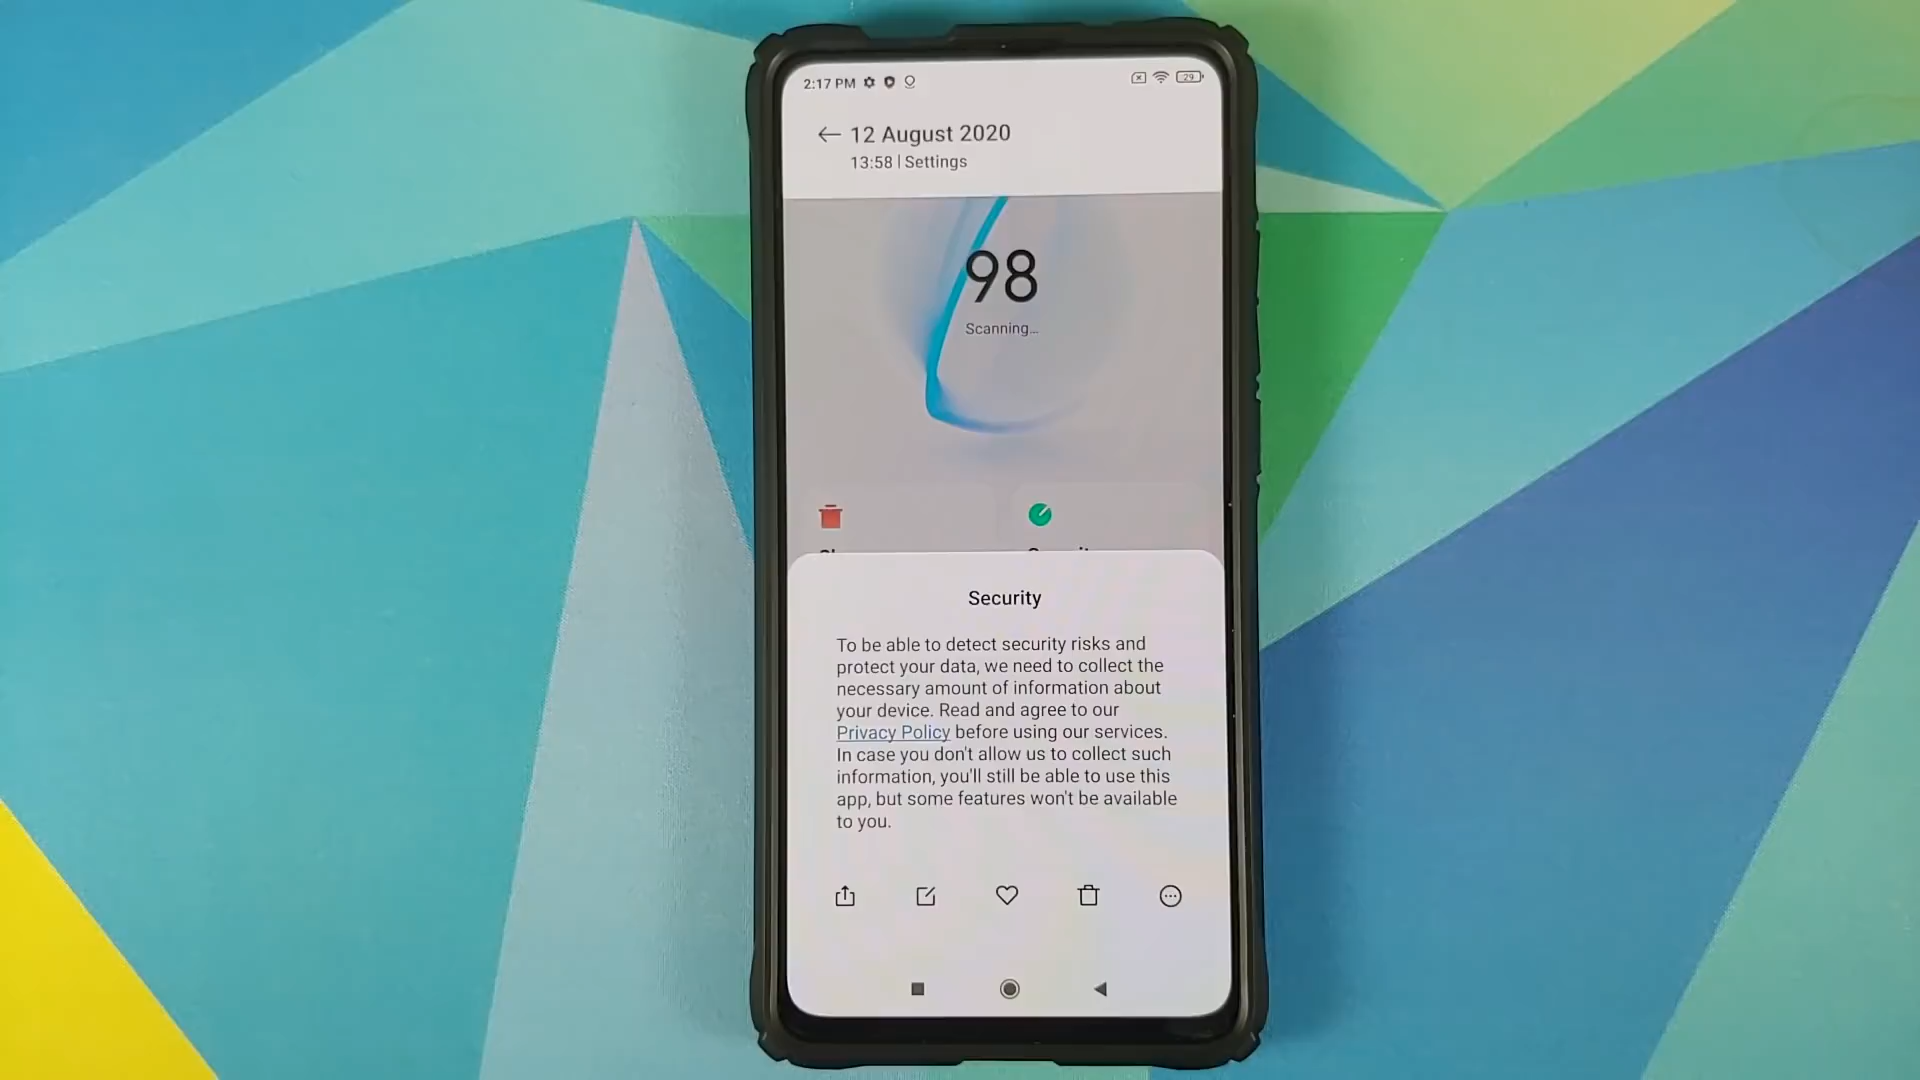 2:17 PM
29
12 August 2020
13:58 | Settings
98
Scanning...
Security
To be able to detect security risks and
protect your data, we need to collect the
necessary amount of information about
your device. Read and agree to our
Privacy Policy before using our services.
In case you don't allow us to collect such
information, you'll still be able to use this
app, but some features won't be available
to you.